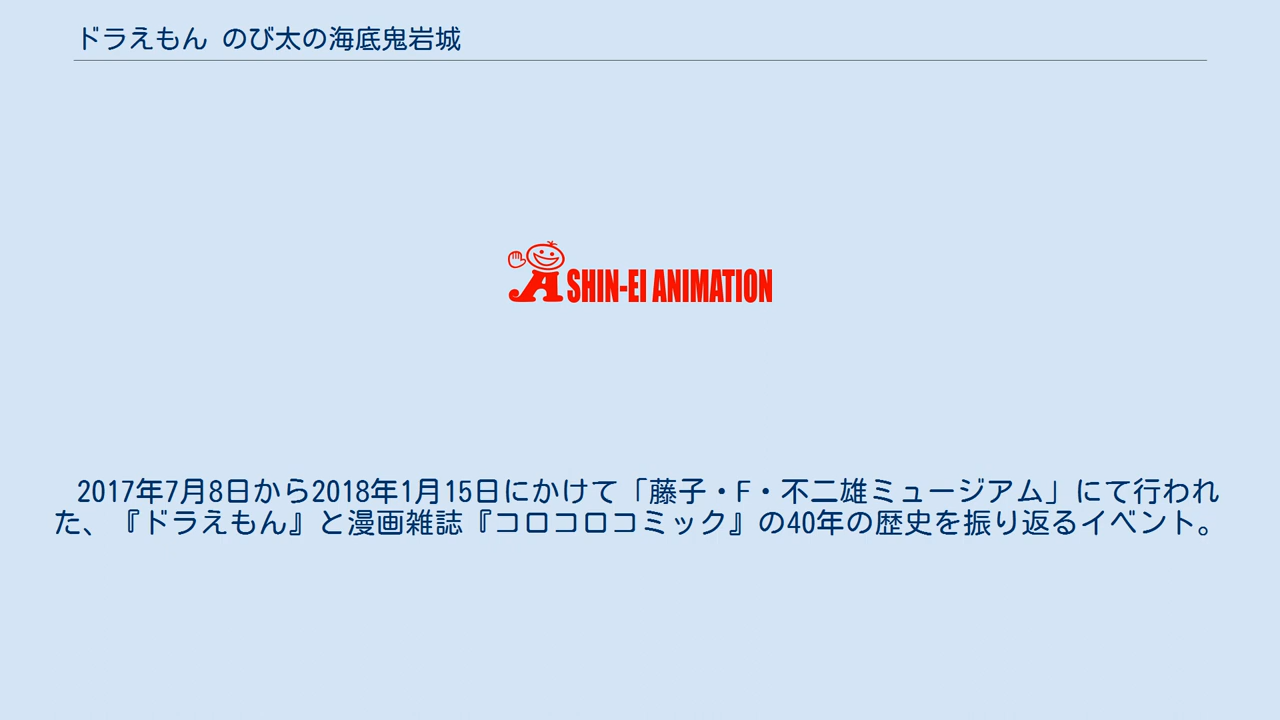 ドラえもん のび太の海底鬼岩城
A SHIN-EI ANIMATION
2017年7月8日から2018年1月15日にかけて「藤子・F・不二雄ミュージアム」にて行われ
た、『ドラえもん』と漫画雑誌『コロコロコミック』の40年の歴史を振り返るイベント。